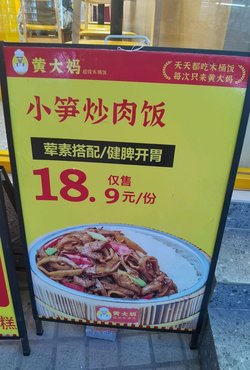 黄大妈
天天都吃木桶饭
每次只来黄大妈
小笋炒肉饭
荤素搭配/健脾开胃
18.9元/份
仅售
黄大妈
糕